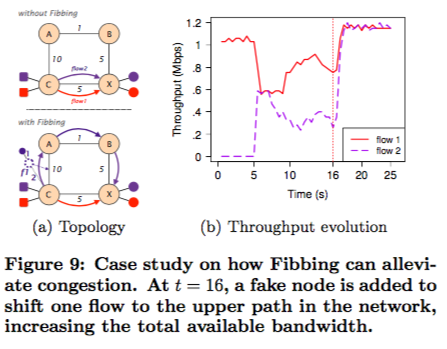 without Fibbing
A
1
B
10
flow2
5
C
5
X
flow1
with Fibbing
A
1
B
f1
10
5
2
C
5
X
(a) Topology
Throughput (Mbps)
1.2
1
.8
.6
.4
.2
0
0
5
10
15
16
20
25
Time (s)
flow 1
flow 2
(b) Throughput evolution
Figure 9: Case study on how Fibbing can allevi-
ate congestion. At t = 16, a fake node is added to
shift one flow to the upper path in the network,
increasing the total available bandwidth.